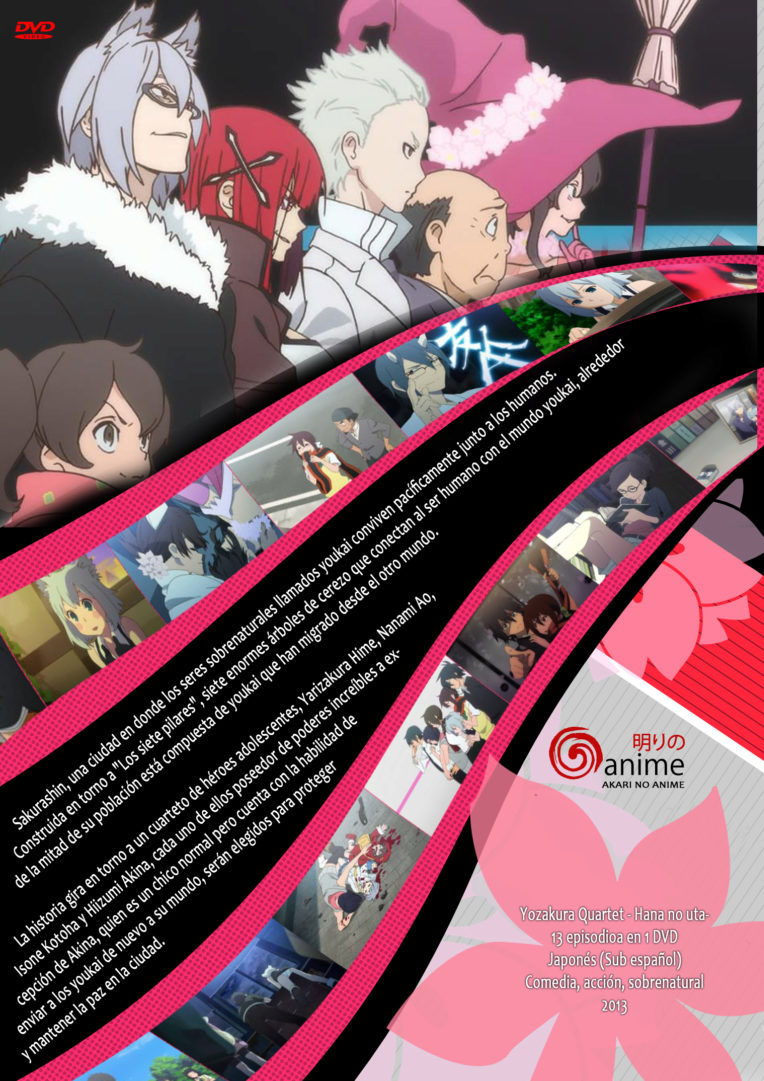 DVD
VIDEO
友人
Sakurashin, una ciudad en donde los seres sobrenaturales llamados youkai conviven pacíficamente junto a los humanos.
Construida en torno a "Los siete pilares", siete enormes árboles de cerezo que conectan al ser humano con el mundo youkai, alrededor
de la mitad de su población está compuesta de youkai que han migrado desde el otro mundo.
La historia gira en torno a un cuarteto de héroes adolescentes, Yarizakura Hime, Nanami Ao,
Isone Kotoha y Hiizumi Akina, cada uno de ellos poseedor de poderes increíbles a ex-
cepción de Akina, quien es un chico normal pero cuenta con la habilidad de
enviar a los youkai de nuevo a su mundo, serán elegidos para proteger
y mantener la paz en la ciudad.
明りの
anime
AKARI NO ANIME
Yozakura Quartet - Hana no uta-
13 episodioa en 1 DVD
Japonés (Sub español)
Comedia, acción, sobrenatural
2013